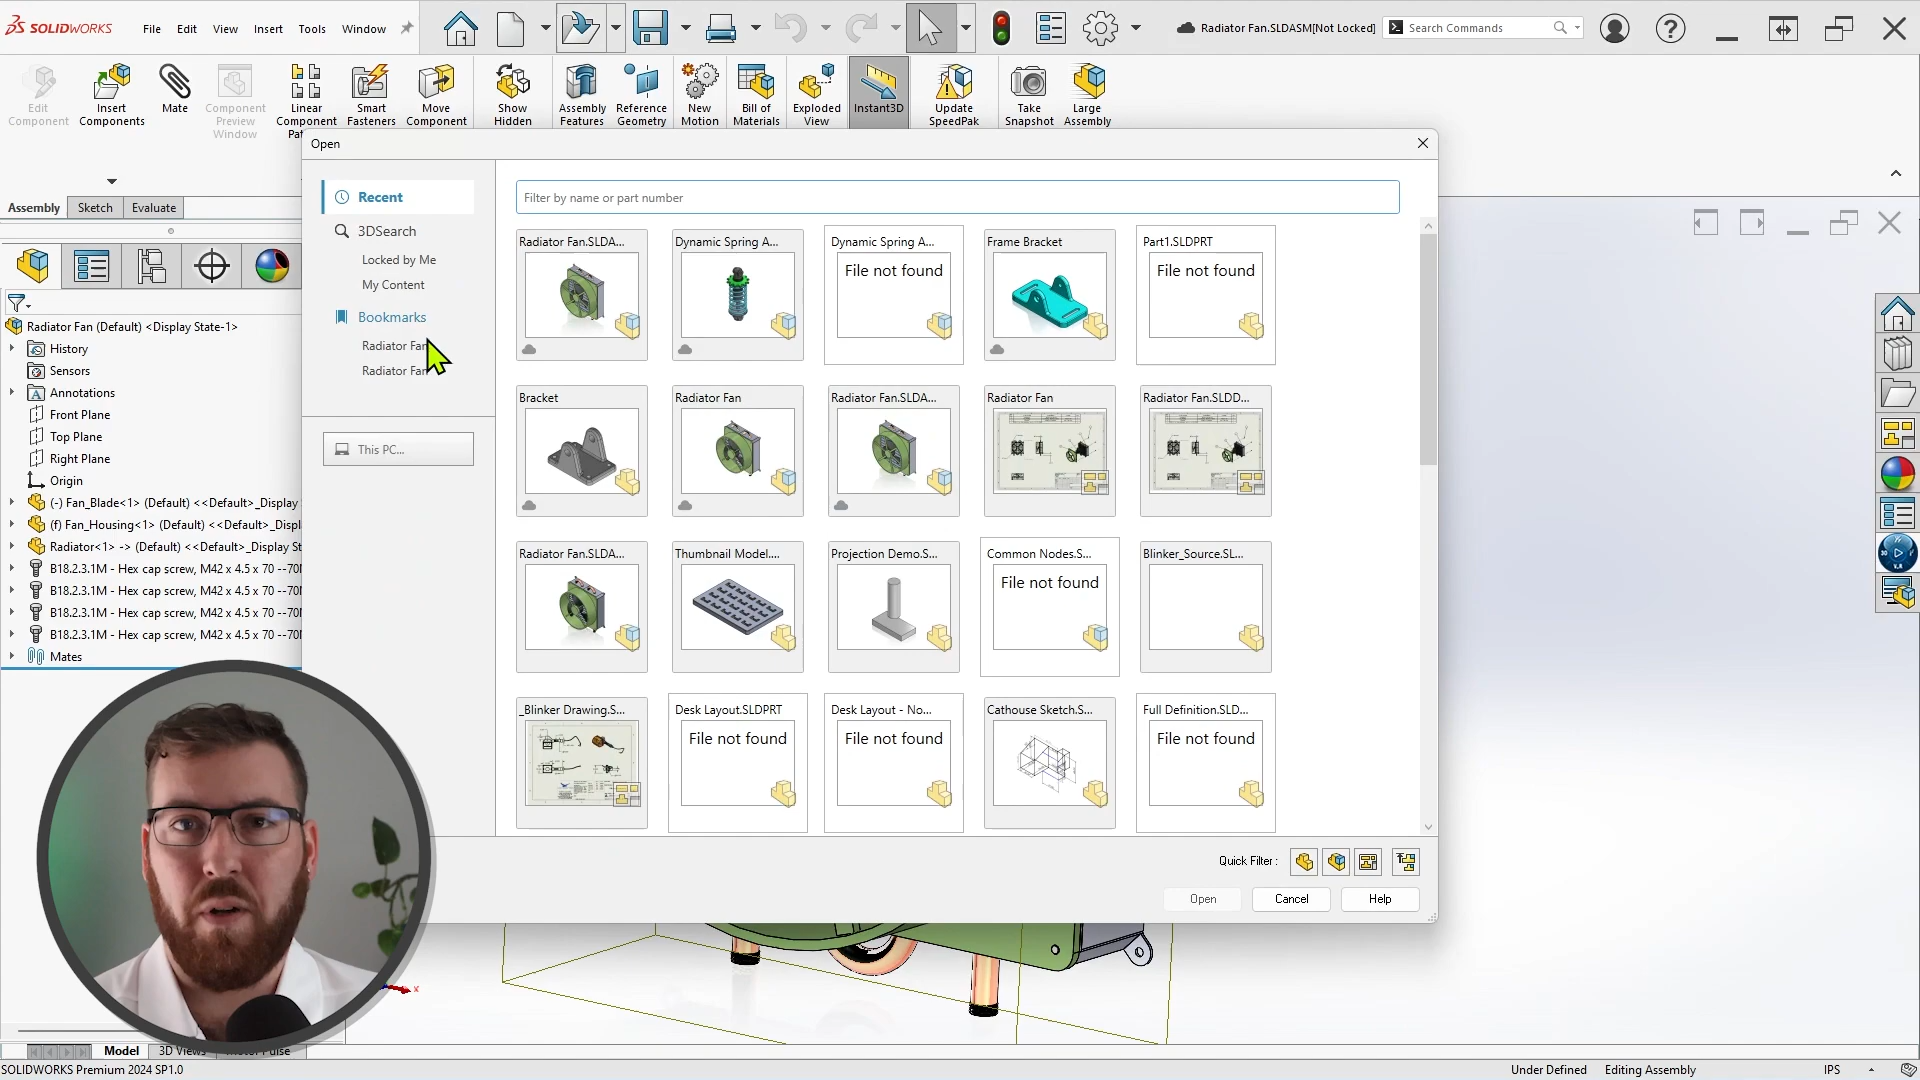 SOLIDWORKS
File Edit View Insert Tools Window
Radiator Fan.SLDASM[Not Locked]
Search Commands
Edit Component
Insert Components
Mate
Component Preview Window
Linear Component Pat
Smart Fasteners
Move Component
Show Hidden
Assembly Features
Reference Geometry
New Motion
Bill of Materials
Exploded View
Instant3D
Update SpeedPak
Take Snapshot
Large Assembly
Assembly Sketch Evaluate
Open
Recent
3DSearch
Locked by Me
My Content
Bookmarks
Radiator Fan
Radiator Fan
This PC...
Filter by name or part number
Radiator Fan.SLDA... Dynamic Spring A... Dynamic Spring A... Frame Bracket Part1.SLDPRT
File not found File not found
Bracket Radiator Fan Radiator Fan.SLDA... Radiator Fan Radiator Fan.SLDD...
Radiator Fan.SLDA... Thumbnail Model.... Projection Demo.S... Common Nodes.S... Blinker_Source.SL...
File not found
_Blinker Drawing.S... Desk Layout.SLDPRT Desk Layout - No... Cathouse Sketch.S... Full Definition.SLD...
File not found File not found File not found
Quick Filter :
Open Cancel Help
Radiator Fan (Default) <Display State-1>
History
Sensors
Annotations
Front Plane
Top Plane
Right Plane
Origin
(-) Fan_Blade<1> (Default) <<Default>_Display
(f) Fan_Housing<1> (Default) <<Default>_Displ
Radiator<1> -> (Default) <<Default>_Display St
B18.2.3.1M - Hex cap screw, M42 x 4.5 x 70 --70N
B18.2.3.1M - Hex cap screw, M42 x 4.5 x 70 --70N
B18.2.3.1M - Hex cap screw, M42 x 4.5 x 70 --70N
B18.2.3.1M - Hex cap screw, M42 x 4.5 x 70 --70N
Mates
x
Model 3D Views
SOLIDWORKS Premium 2024 SP1.0
Under Defined Editing Assembly IPS